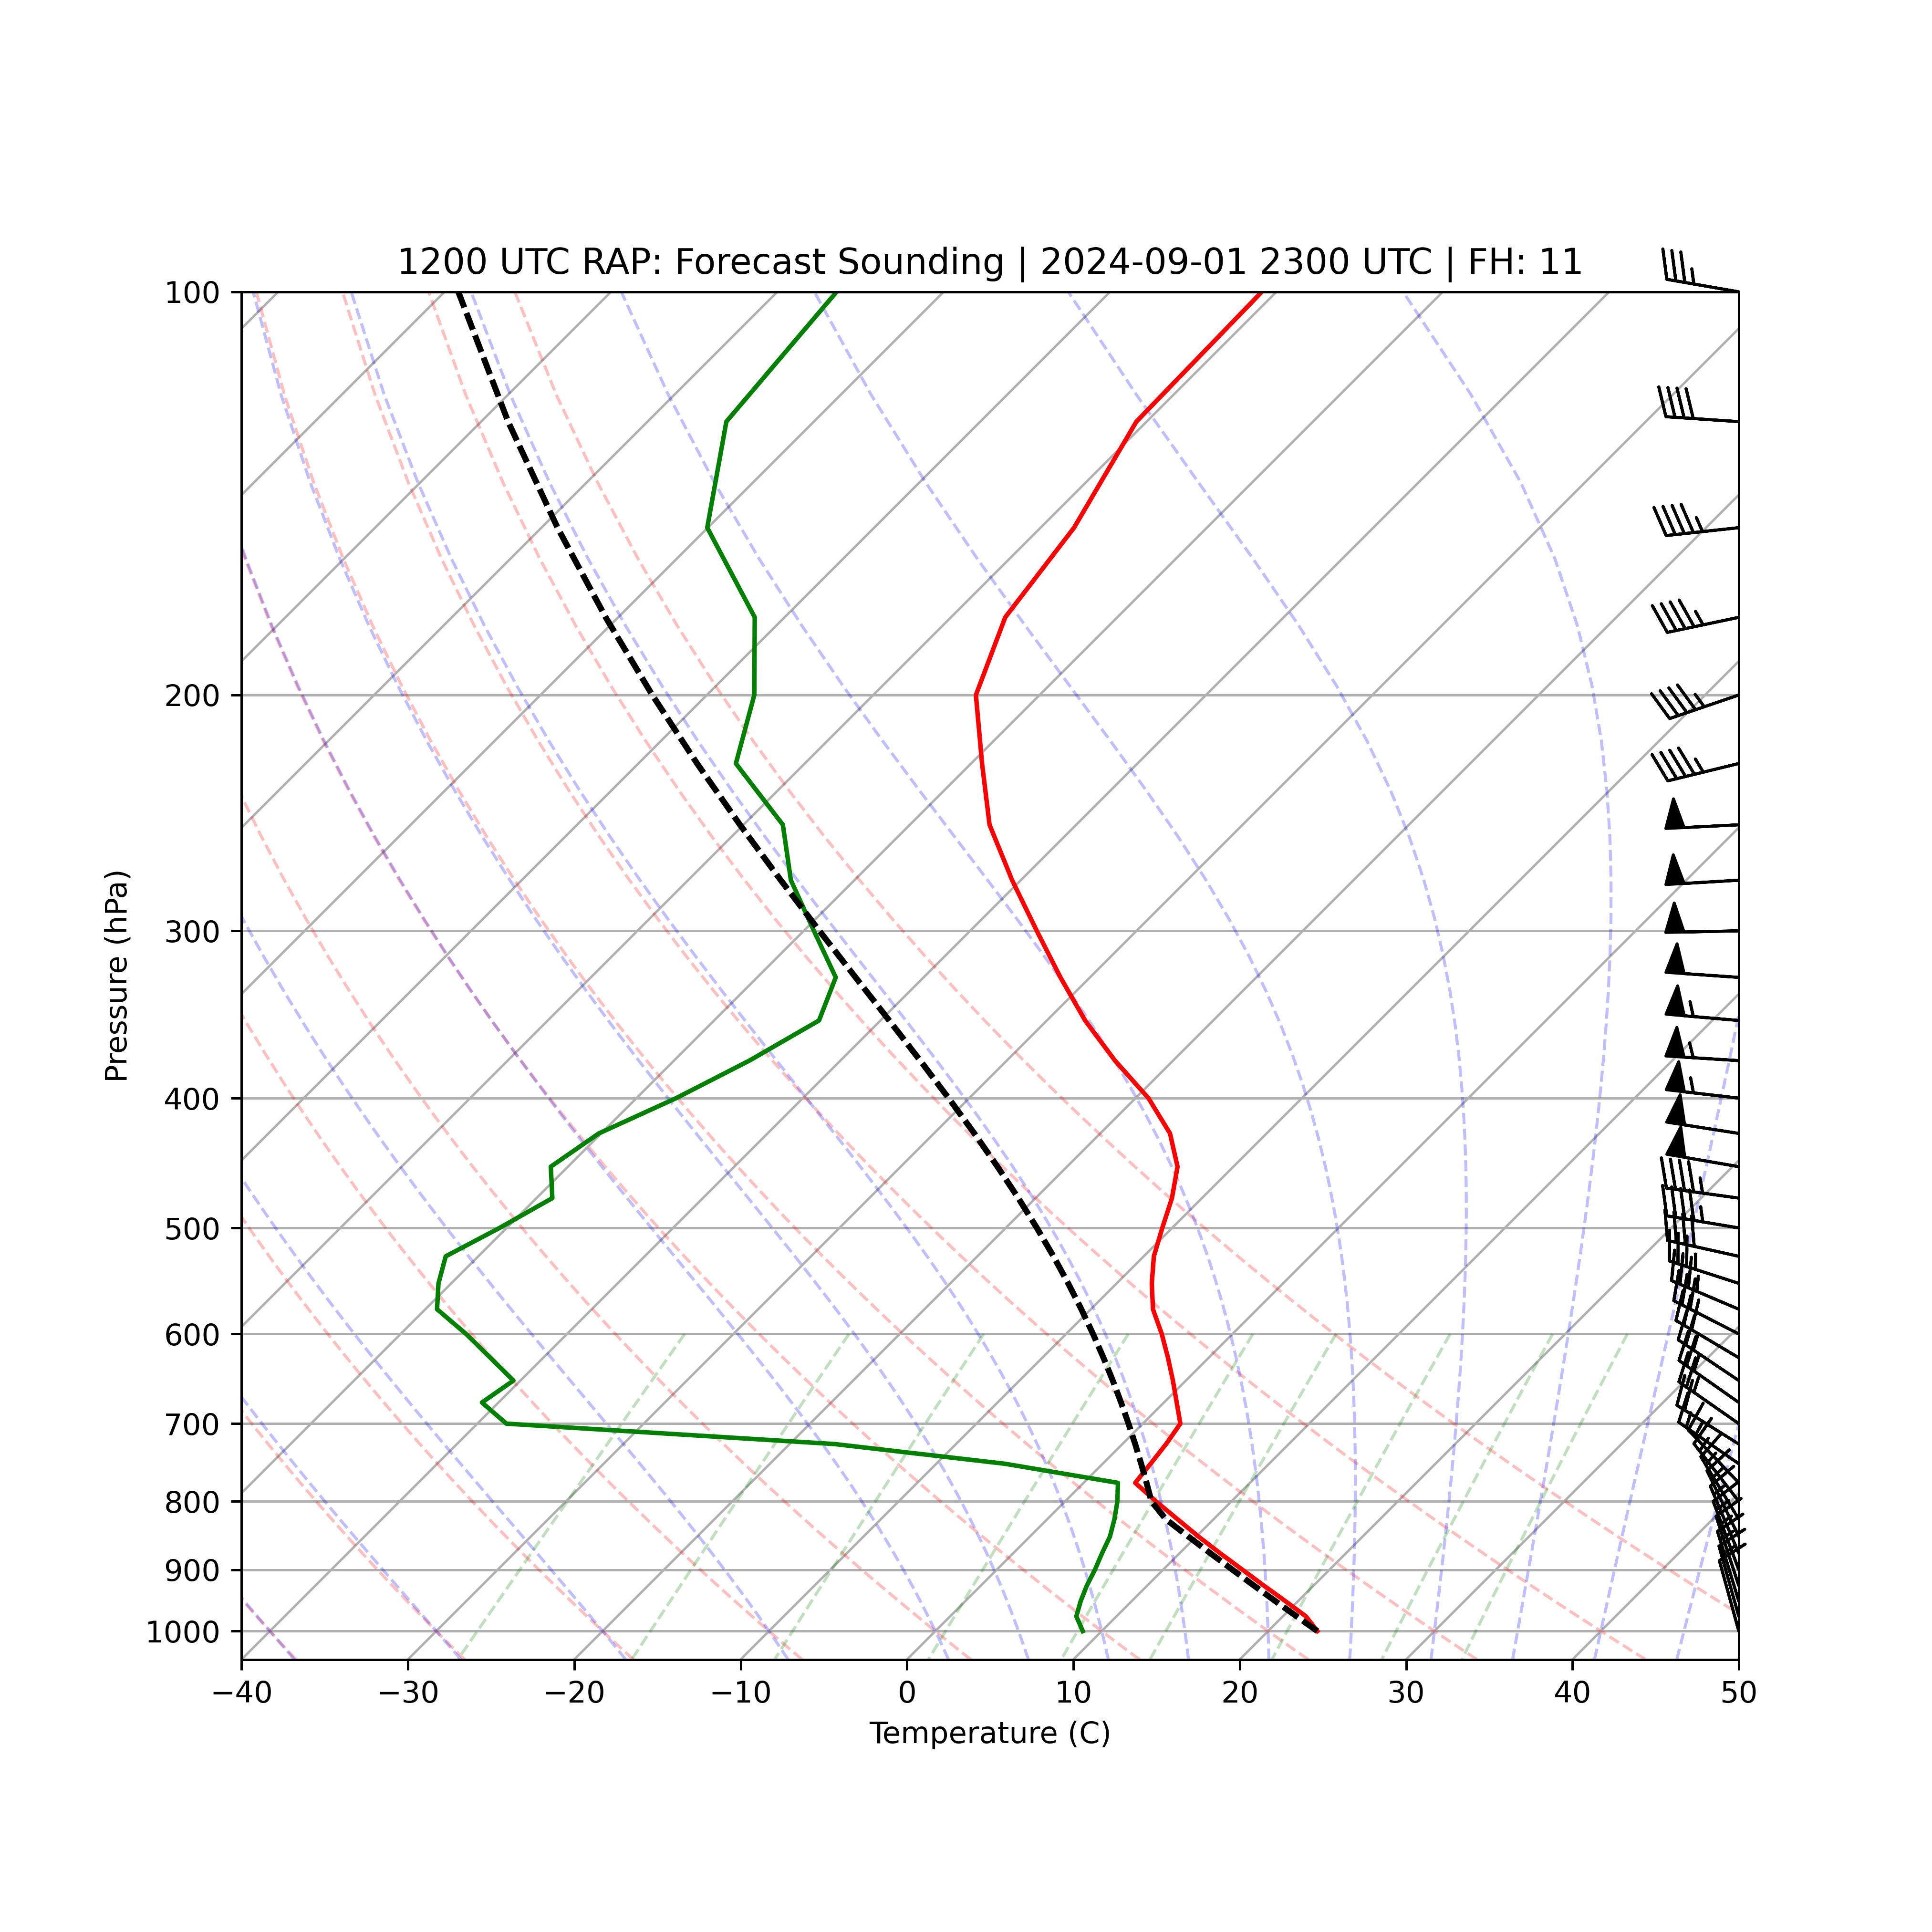 1200 UTC RAP: Forecast Sounding | 2024-09-01 2300 UTC | FH: 11
100
200
300
400
500
600
700
800
900
1000
Pressure (hPa)
−40 −30 −20 −10 0 10 20 30 40 50
Temperature (C)